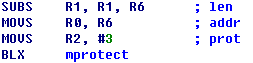 SUBS R1, R1, R6 ; len
MOVS R0, R6 ; addr
MOVS R2, #3 ; prot
BLX mprotect